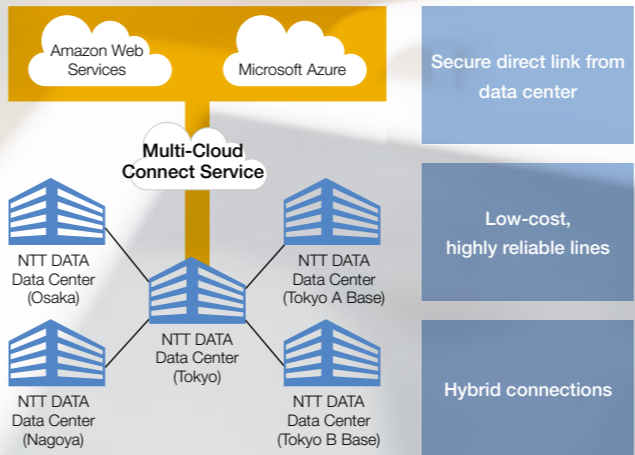 Amazon Web
Services
Microsoft Azure
Multi-Cloud
Connect Service
NTT DATA
Data Center
(Osaka)
NTT DATA
Data Center
(Tokyo A Base)
NTT DATA
Data Center
(Tokyo)
NTT DATA
Data Center
(Nagoya)
NTT DATA
Data Center
(Tokyo B Base)
Secure direct link from
data center
Low-cost,
highly reliable lines
Hybrid connections